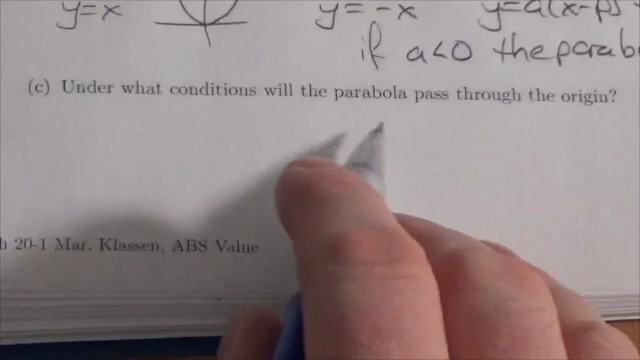 y=x y=-x y=a(x-p)
if a<0 the parab
(c) Under what conditions will the parabola pass through the origin?
h 20-1 Mar. Klassen, ABS Value